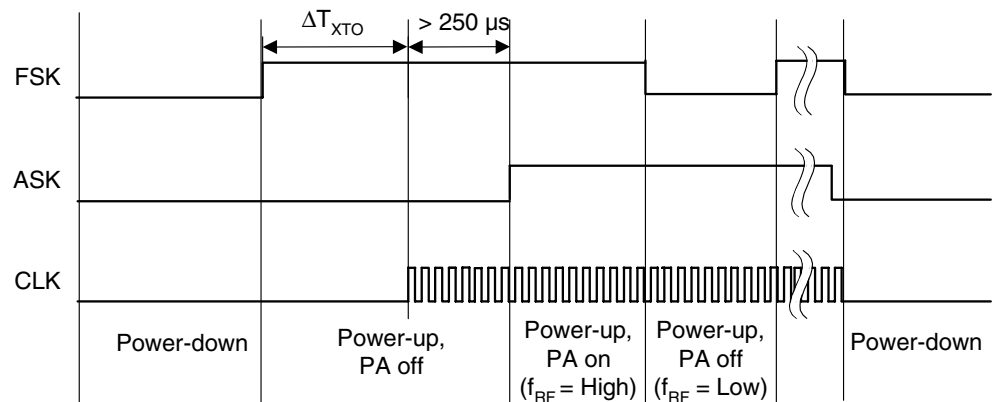 ΔT_XTO
> 250 µs
FSK
ASK
CLK
Power-down
Power-up,
PA off
Power-up,
PA on
(f_RF = High)
Power-up,
PA off
(f_RF = Low)
Power-down